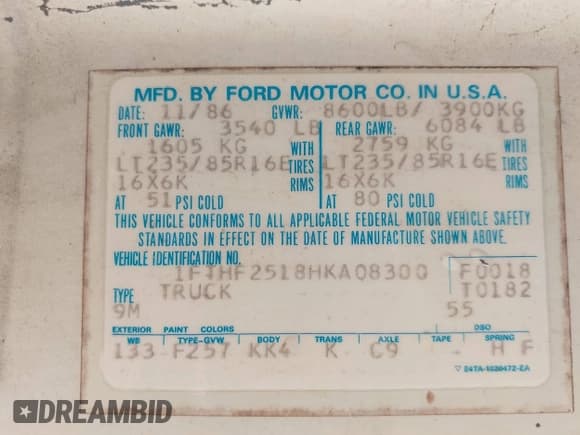 MFD. BY FORD MOTOR CO. IN U.S.A.
DATE: 11/86 GVWR: 8600LB/ 3900KG
FRONT GAWR: 3540 LB REAR GAWR: 6084 LB
1605 KG WITH 2759 KG WITH
LT235/85R16E TIRES LT235/85R16E TIRES
16X6K RIMS 16X6K RIMS
AT 51 PSI COLD AT 80 PSI COLD
THIS VEHICLE CONFORMS TO ALL APPLICABLE FEDERAL MOTOR VEHICLE SAFETY
STANDARDS IN EFFECT ON THE DATE OF MANUFACTURE SHOWN ABOVE.
VEHICLE IDENTIFICATION NO.
1FTHF2518HKA08300 F0018
TYPE TRUCK T0182
9M 55
EXTERIOR PAINT COLORS DSO
WB TYPE-GVW BODY TRANS AXLE TAPE SPRING
133 F257 KK4 K C9 - H F
E4TA-1520472-EA
DREAMBID